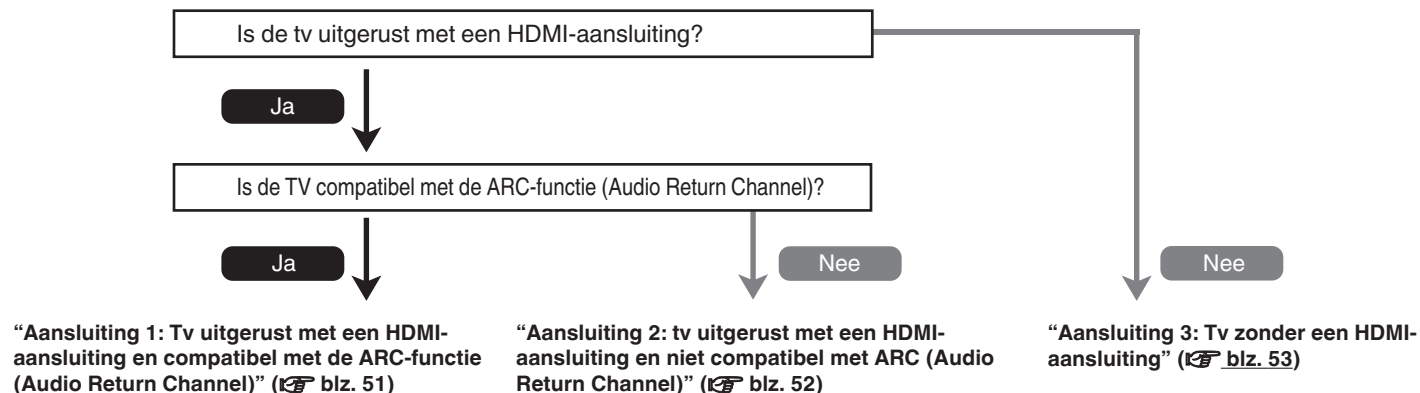 Is de tv uitgerust met een HDMI-aansluiting?
Ja
Is de TV compatibel met de ARC-functie (Audio Return Channel)?
Ja
Nee
Nee
“Aansluiting 1: Tv uitgerust met een HDMI-
aansluiting en compatibel met de ARC-functie
(Audio Return Channel)” (☞ blz. 51)
“Aansluiting 2: tv uitgerust met een HDMI-
aansluiting en niet compatibel met ARC (Audio
Return Channel)” (☞ blz. 52)
“Aansluiting 3: Tv zonder een HDMI-
aansluiting” (☞ blz. 53)